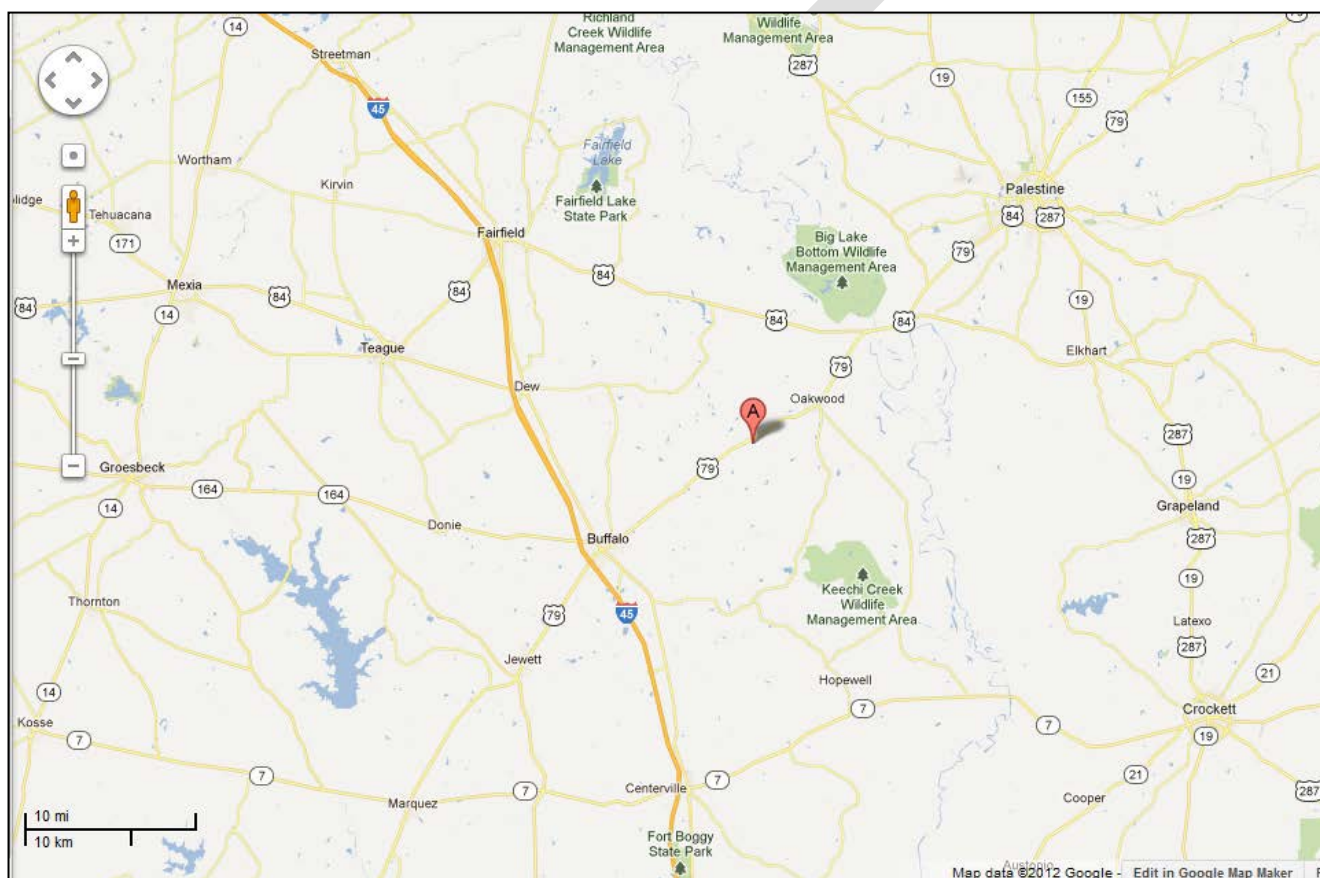 Richland
Creek Wildlife
Management Area
Wildlife
Management Area
14
Streetman
287
79
19
155
79
45
Wortham
Kirvin
Fairfield
Lake
Fairfield Lake
State Park
Palestine
84
287
Tehuacana
171
Fairfield
Big Lake
Bottom Wildlife
Management Area
79
Mexia
84
84
84
84
14
84
84
19
Teague
Elkhart
79
Dew
Oakwood
A
287
Groesbeck
79
19
164
164
14
Donie
Buffalo
Grapeland
287
Keechi Creek
Wildlife
Management Area
19
Thornton
79
45
Latexo
287
Jewett
Hopewell
21
14
7
Crockett
Kosse
7
7
19
7
7
7
Centerville
21
287
Marquez
Cooper
10 mi
10 km
Fort Boggy
State Park
Austonio
Map data ©2012 Google -
Edit in Google Map Maker